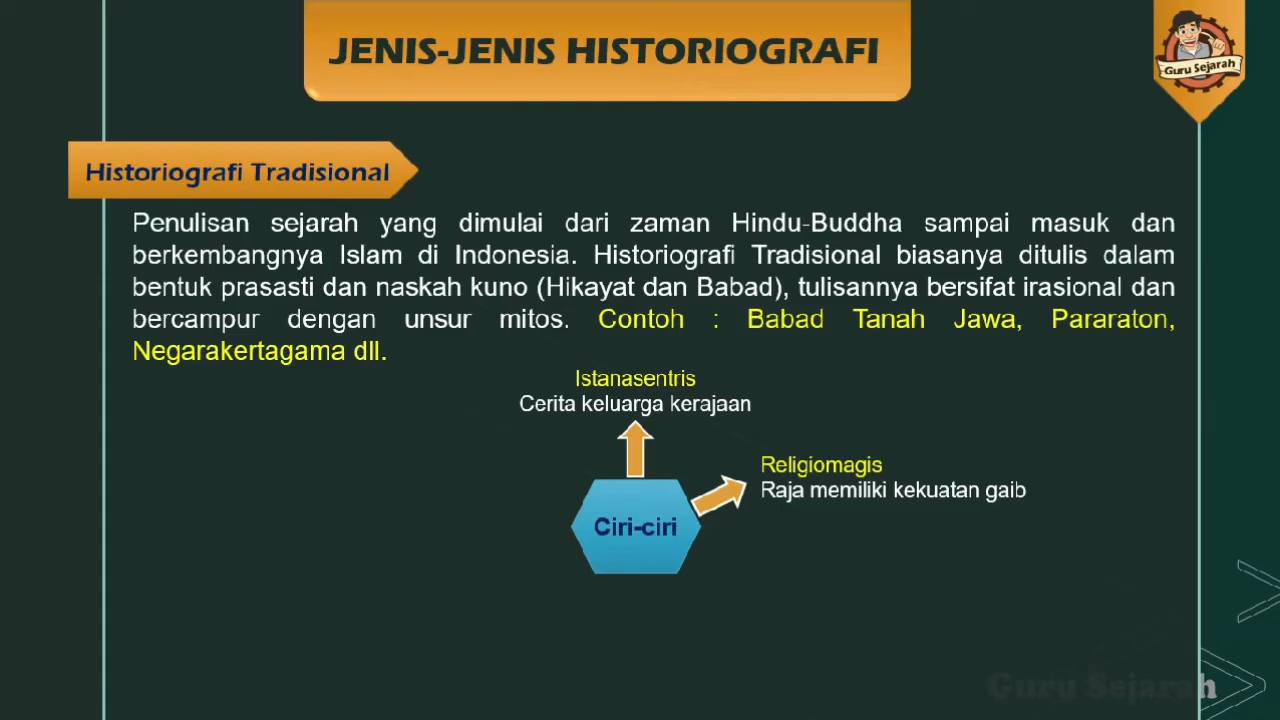 JENIS-JENIS HISTORIOGRAFI
Guru Sejarah
Historiografi Tradisional
Penulisan sejarah yang dimulai dari zaman Hindu-Buddha sampai masuk dan
berkembangnya Islam di Indonesia. Historiografi Tradisional biasanya ditulis dalam
bentuk prasasti dan naskah kuno (Hikayat dan Babad), tulisannya bersifat irasional dan
bercampur dengan unsur mitos. Contoh : Babad Tanah Jawa, Pararaton,
Negarakertagama dll.
Istanasentris
Cerita keluarga kerajaan
Religiomagis
Raja memiliki kekuatan gaib
Ciri-ciri
Guru Sejarah